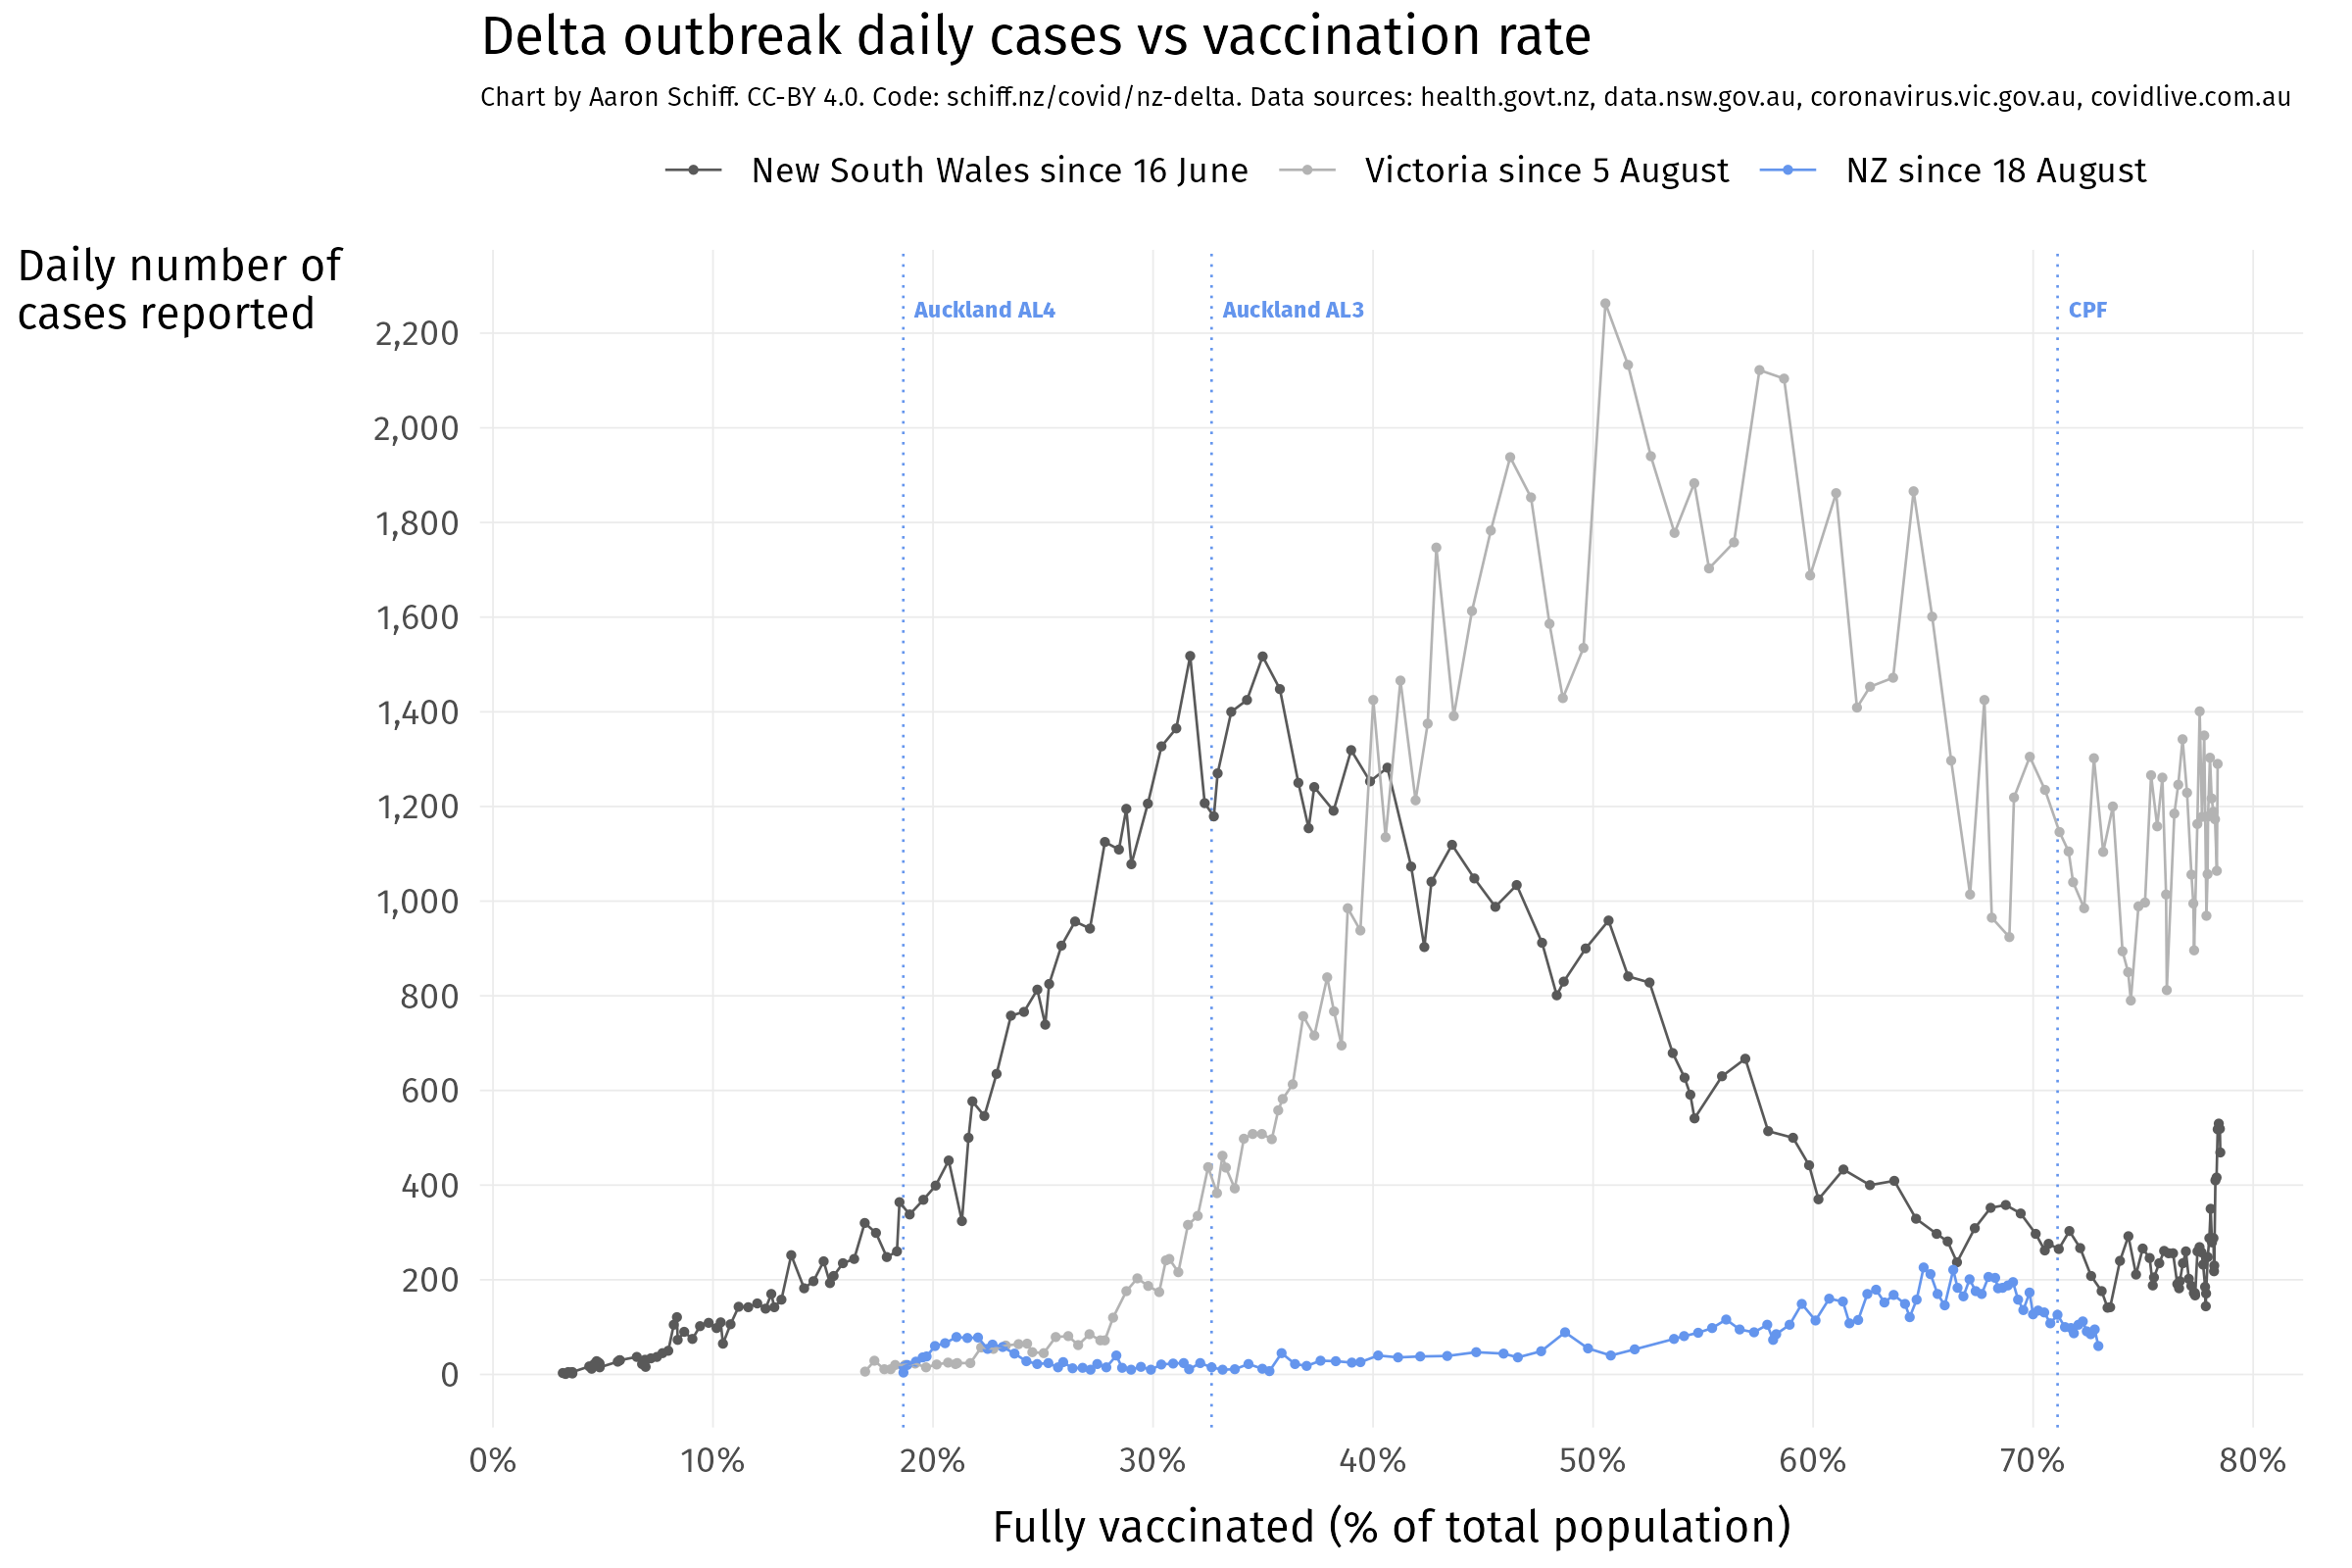 Delta outbreak daily cases vs vaccination rate
Chart by Aaron Schiff. CC-BY 4.0. Code: schiff.nz/covid/nz-delta. Data sources: health.govt.nz, data.nsw.gov.au, coronavirus.vic.gov.au, covidlive.com.au
New South Wales since 16 June Victoria since 5 August NZ since 18 August
Daily number of
cases reported
Auckland AL4 Auckland AL3 CPF
2,200
2,000
1,800
1,600
1,400
1,200
1,000
800
600
400
200
0
0% 10% 20% 30% 40% 50% 60% 70% 80%
Fully vaccinated (% of total population)